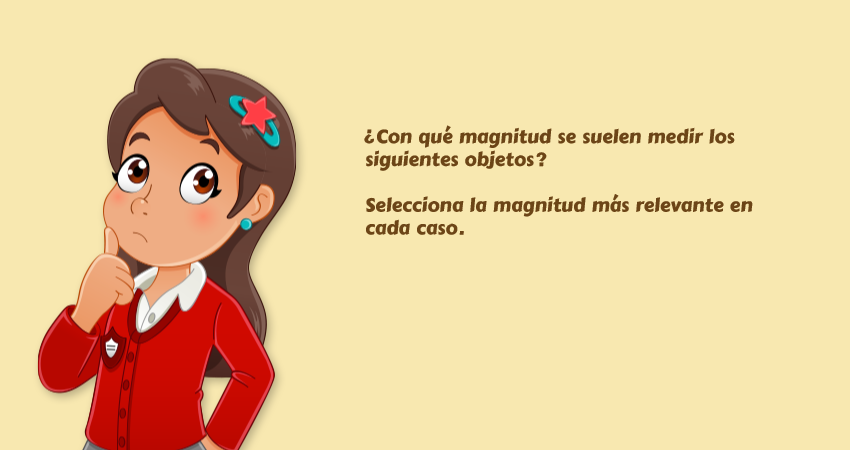 ¿Con qué magnitud se suelen medir los
siguientes objetos?
Selecciona la magnitud más relevante en
cada caso.